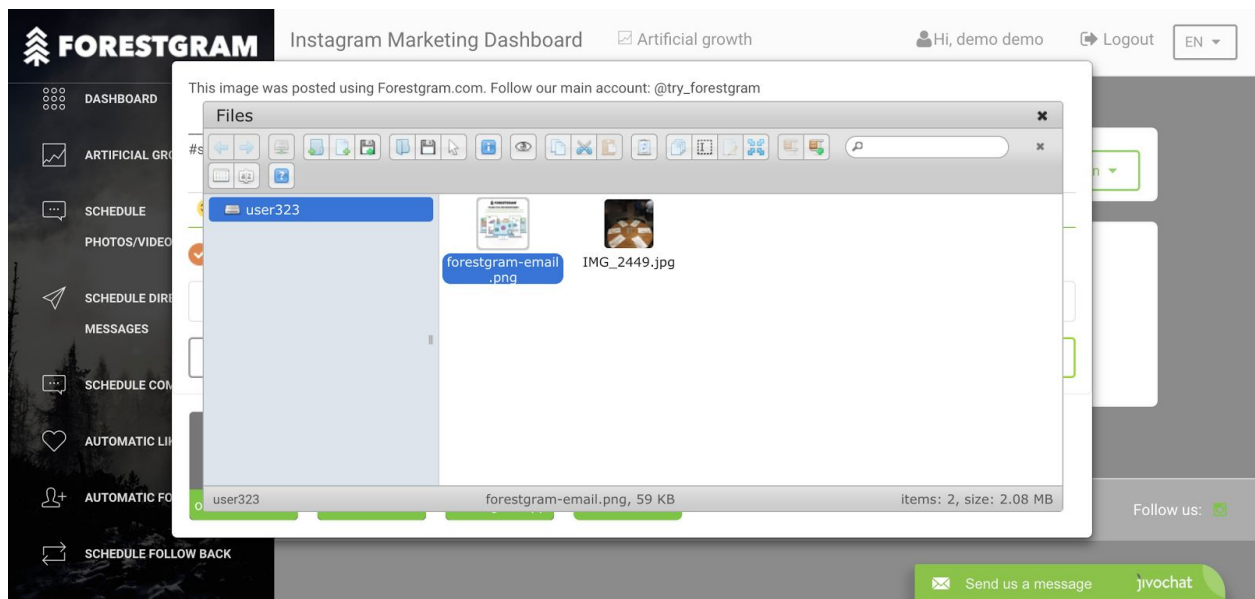 FORESTGRAM
Instagram Marketing Dashboard
Artificial growth
Hi, demo demo
Logout
EN
DASHBOARD
ARTIFICIAL GRO
SCHEDULE
PHOTOS/VIDEO
SCHEDULE DIRE
MESSAGES
SCHEDULE COM
AUTOMATIC LIK
AUTOMATIC FO
SCHEDULE FOLLOW BACK
This image was posted using Forestgram.com. Follow our main account: @try_forestgram
#s
Files
user323
forestgram-email
.png
IMG_2449.jpg
user323
forestgram-email.png, 59 KB
items: 2, size: 2.08 MB
Follow us:
Send us a message
jivochat